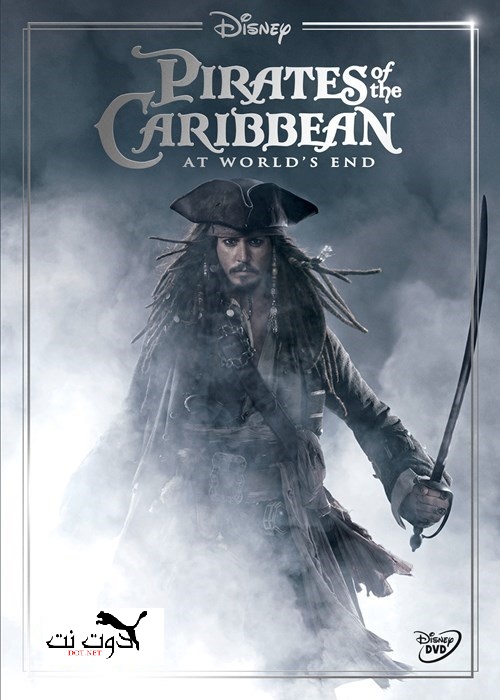 Disney
PIRATES of the
CARIBBEAN
AT WORLD'S END
دوت نت
DOT.NET
Disney
DVD